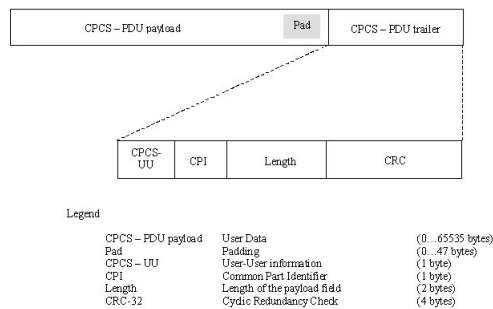 CPCS – PDU payload Pad CPCS – PDU trailer
CPCS-
UU CPI Length CRC
Legend
CPCS – PDU payload User Data (0...65535 bytes)
Pad Padding (0...47 bytes)
CPCS – UU User-User information (1 byte)
CPI Common Part Identifier (1 byte)
Length Length of the payload field (2 bytes)
CRC-32 Cyclic Redundancy Check (4 bytes)